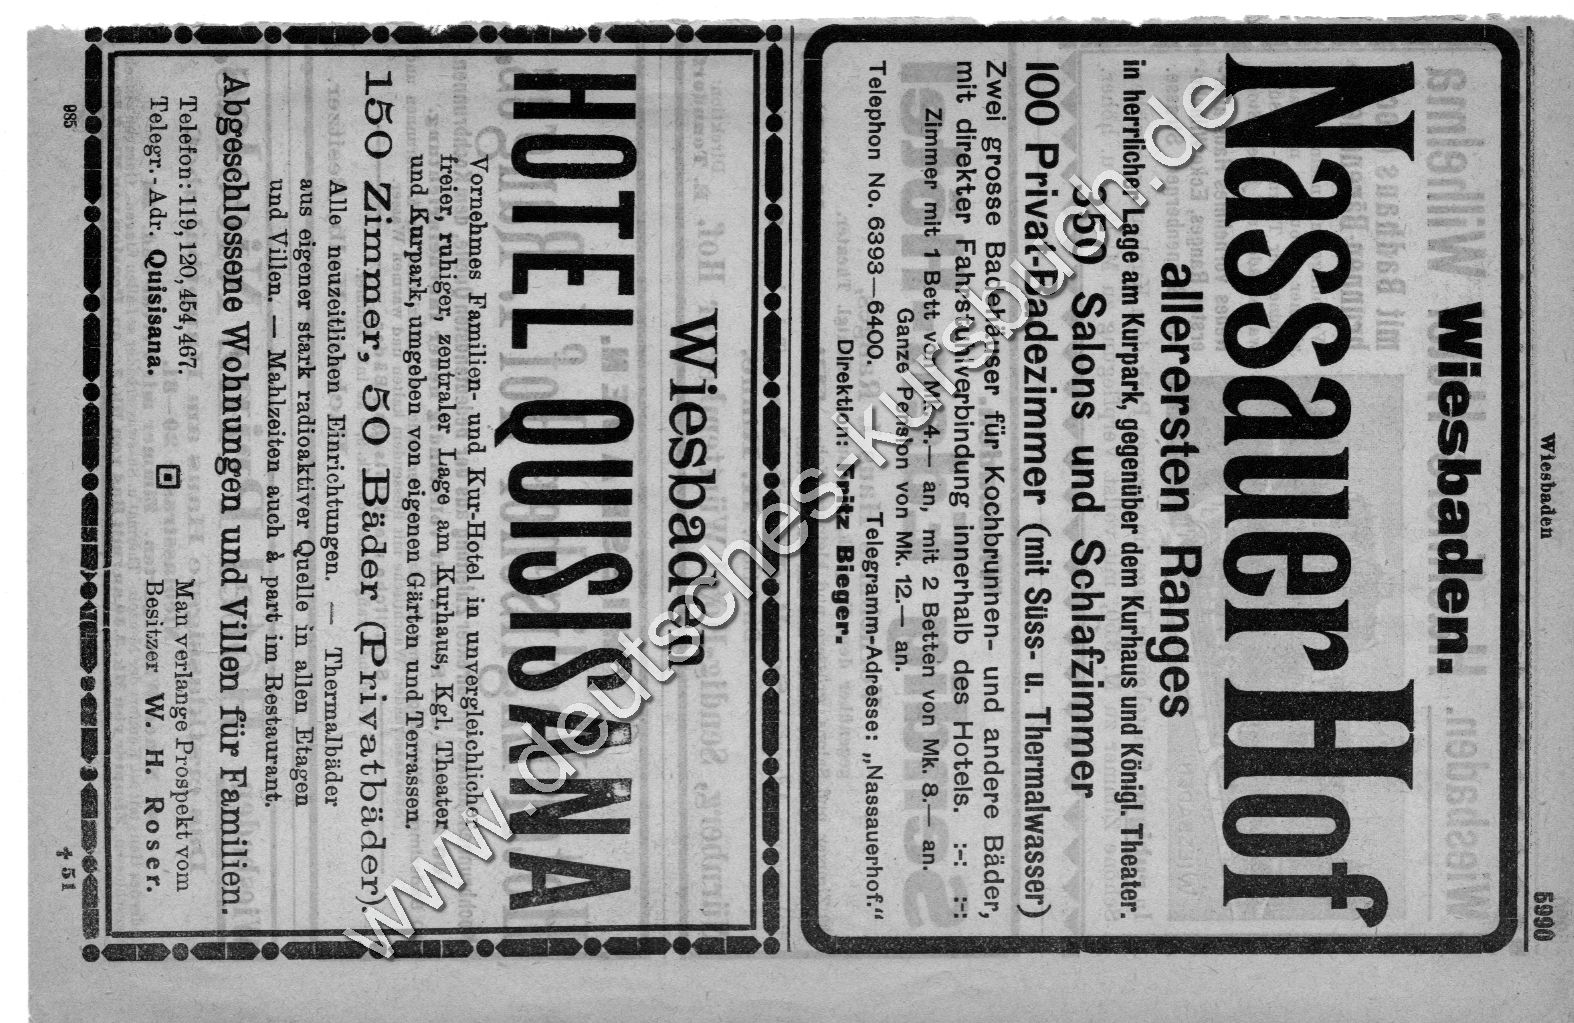 Wiesbaden
5990
Wiesbaden.
Nassauer Hof
allerersten Ranges
in herrlicher Lage am Kurpark, gegenüber dem Kurhaus und Königl. Theater.
350 Salons und Schlafzimmer
100 Privat-Badezimmer (mit Süss- u. Thermalwasser)
Zwei grosse Badehäuser für Kochbrunnen- und andere Bäder,
mit direkter Fahrstuhlverbindung innerhalb des Hotels. :-: :-:
Zimmer mit 1 Bett von Mk. 4.— an, mit 2 Betten von Mk. 8.— an.
Ganze Pension von Mk. 12.— an.
Telephon No. 6393—6400. Telegramm-Adresse: „Nassauerhof.“
Direktion: Fritz Bieger.
Wiesbaden
HOTEL QUISISANA
Vornehmes Familien- und Kur-Hotel in unvergleichlicher
freier, ruhiger, zentraler Lage am Kurhaus, Kgl. Theater
und Kurpark, umgeben von eigenen Gärten und Terrassen.
150 Zimmer, 50 Bäder (Privatbäder).
Alle neuzeitlichen Einrichtungen. — Thermalbäder
aus eigener stark radioaktiver Quelle in allen Etagen
und Villen. — Mahlzeiten auch à part im Restaurant.
Abgeschlossene Wohnungen und Villen für Familien.
Telefon: 119, 120, 454, 467. Man verlange Prospekt vom
Telegr.-Adr. Quisisana. Besitzer W. H. Roser.
985
✢ 51
www.deutsches-kursbuch.de